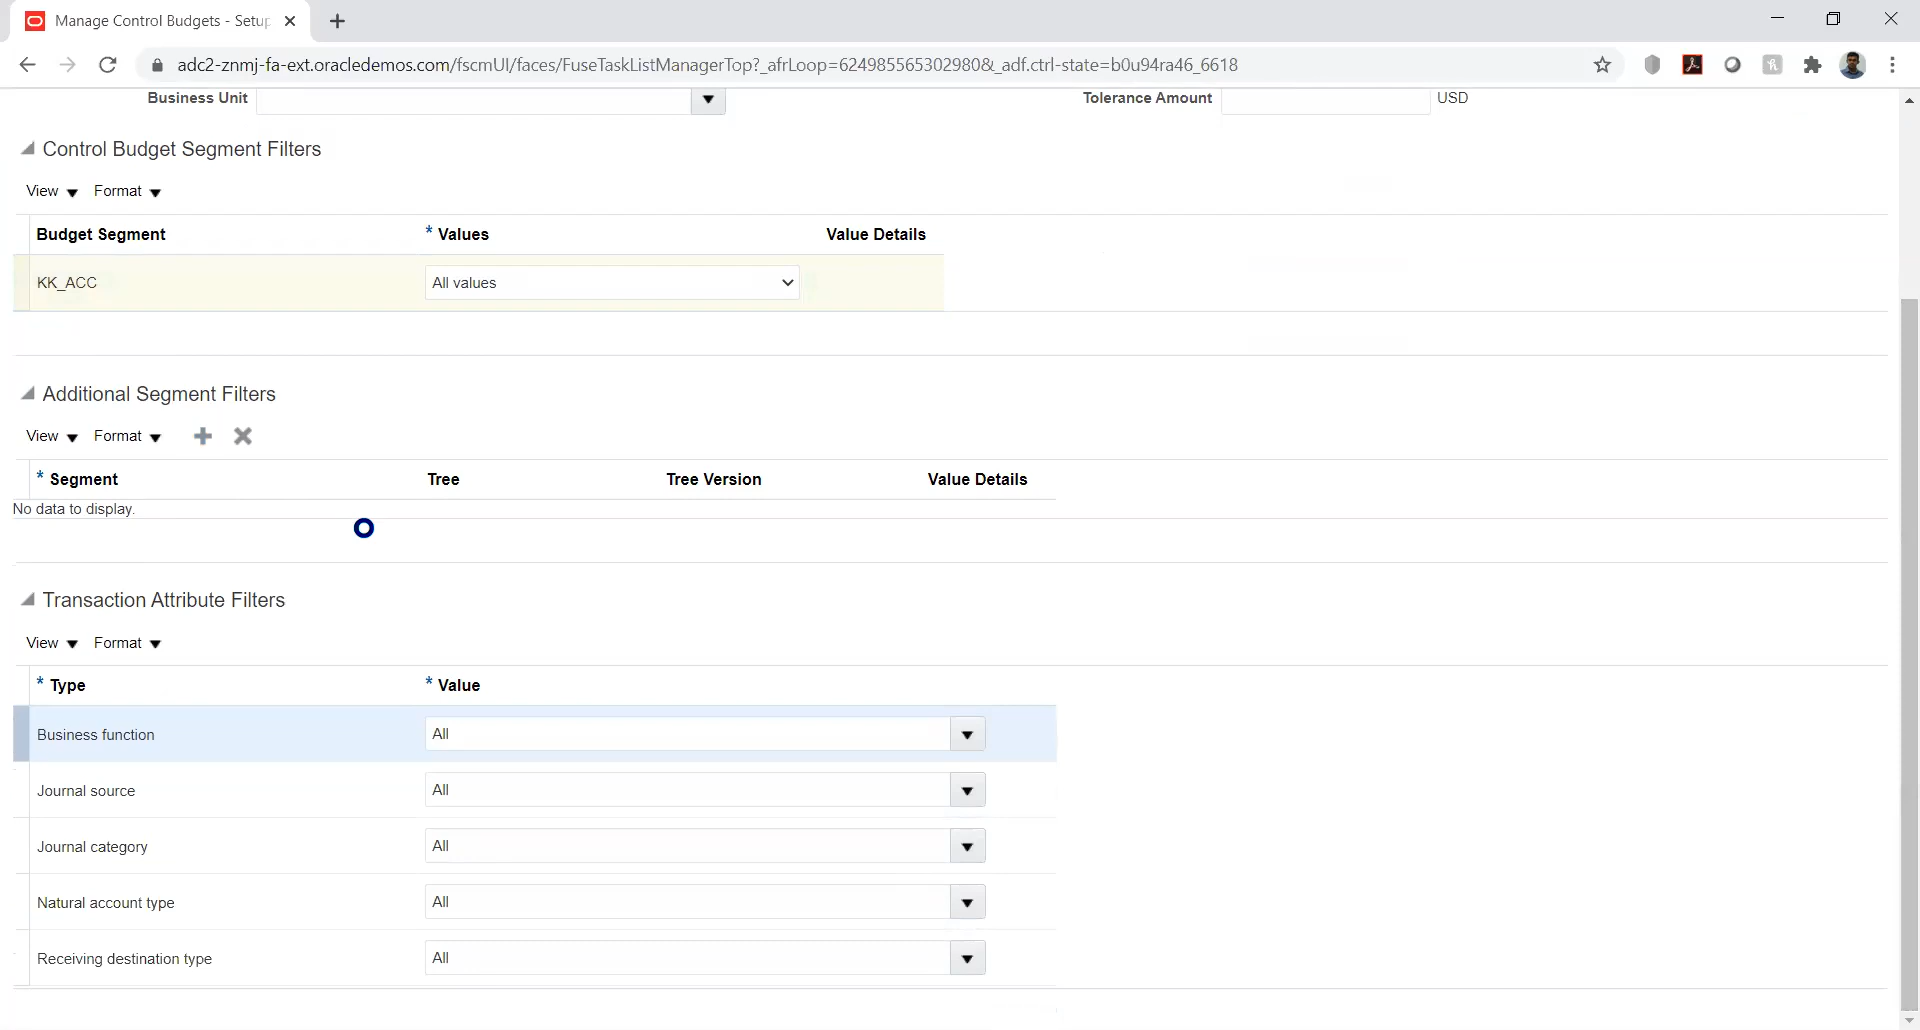 Manage Control Budgets - Setup
adc2-znmj-fa-ext.oracledemos.com/fscmUI/faces/FuseTaskListManagerTop?_afrLoop=62498556530298０&_adf.ctrl-state=b0u94ra46_6618
Business Unit Tolerance Amount USD
Control Budget Segment Filters
View Format
Budget Segment * Values Value Details
KK_ACC All values
Additional Segment Filters
View Format
* Segment Tree Tree Version Value Details
No data to display.
Transaction Attribute Filters
View Format
* Type * Value
Business function All
Journal source All
Journal category All
Natural account type All
Receiving destination type All